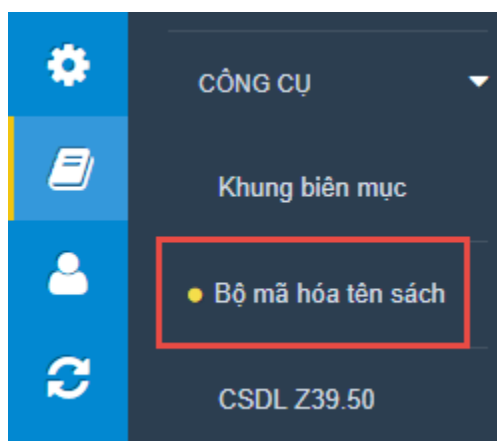 CÔNG CỤ
Khung biên mục
Bộ mã hóa tên sách
CSDL Z39.50